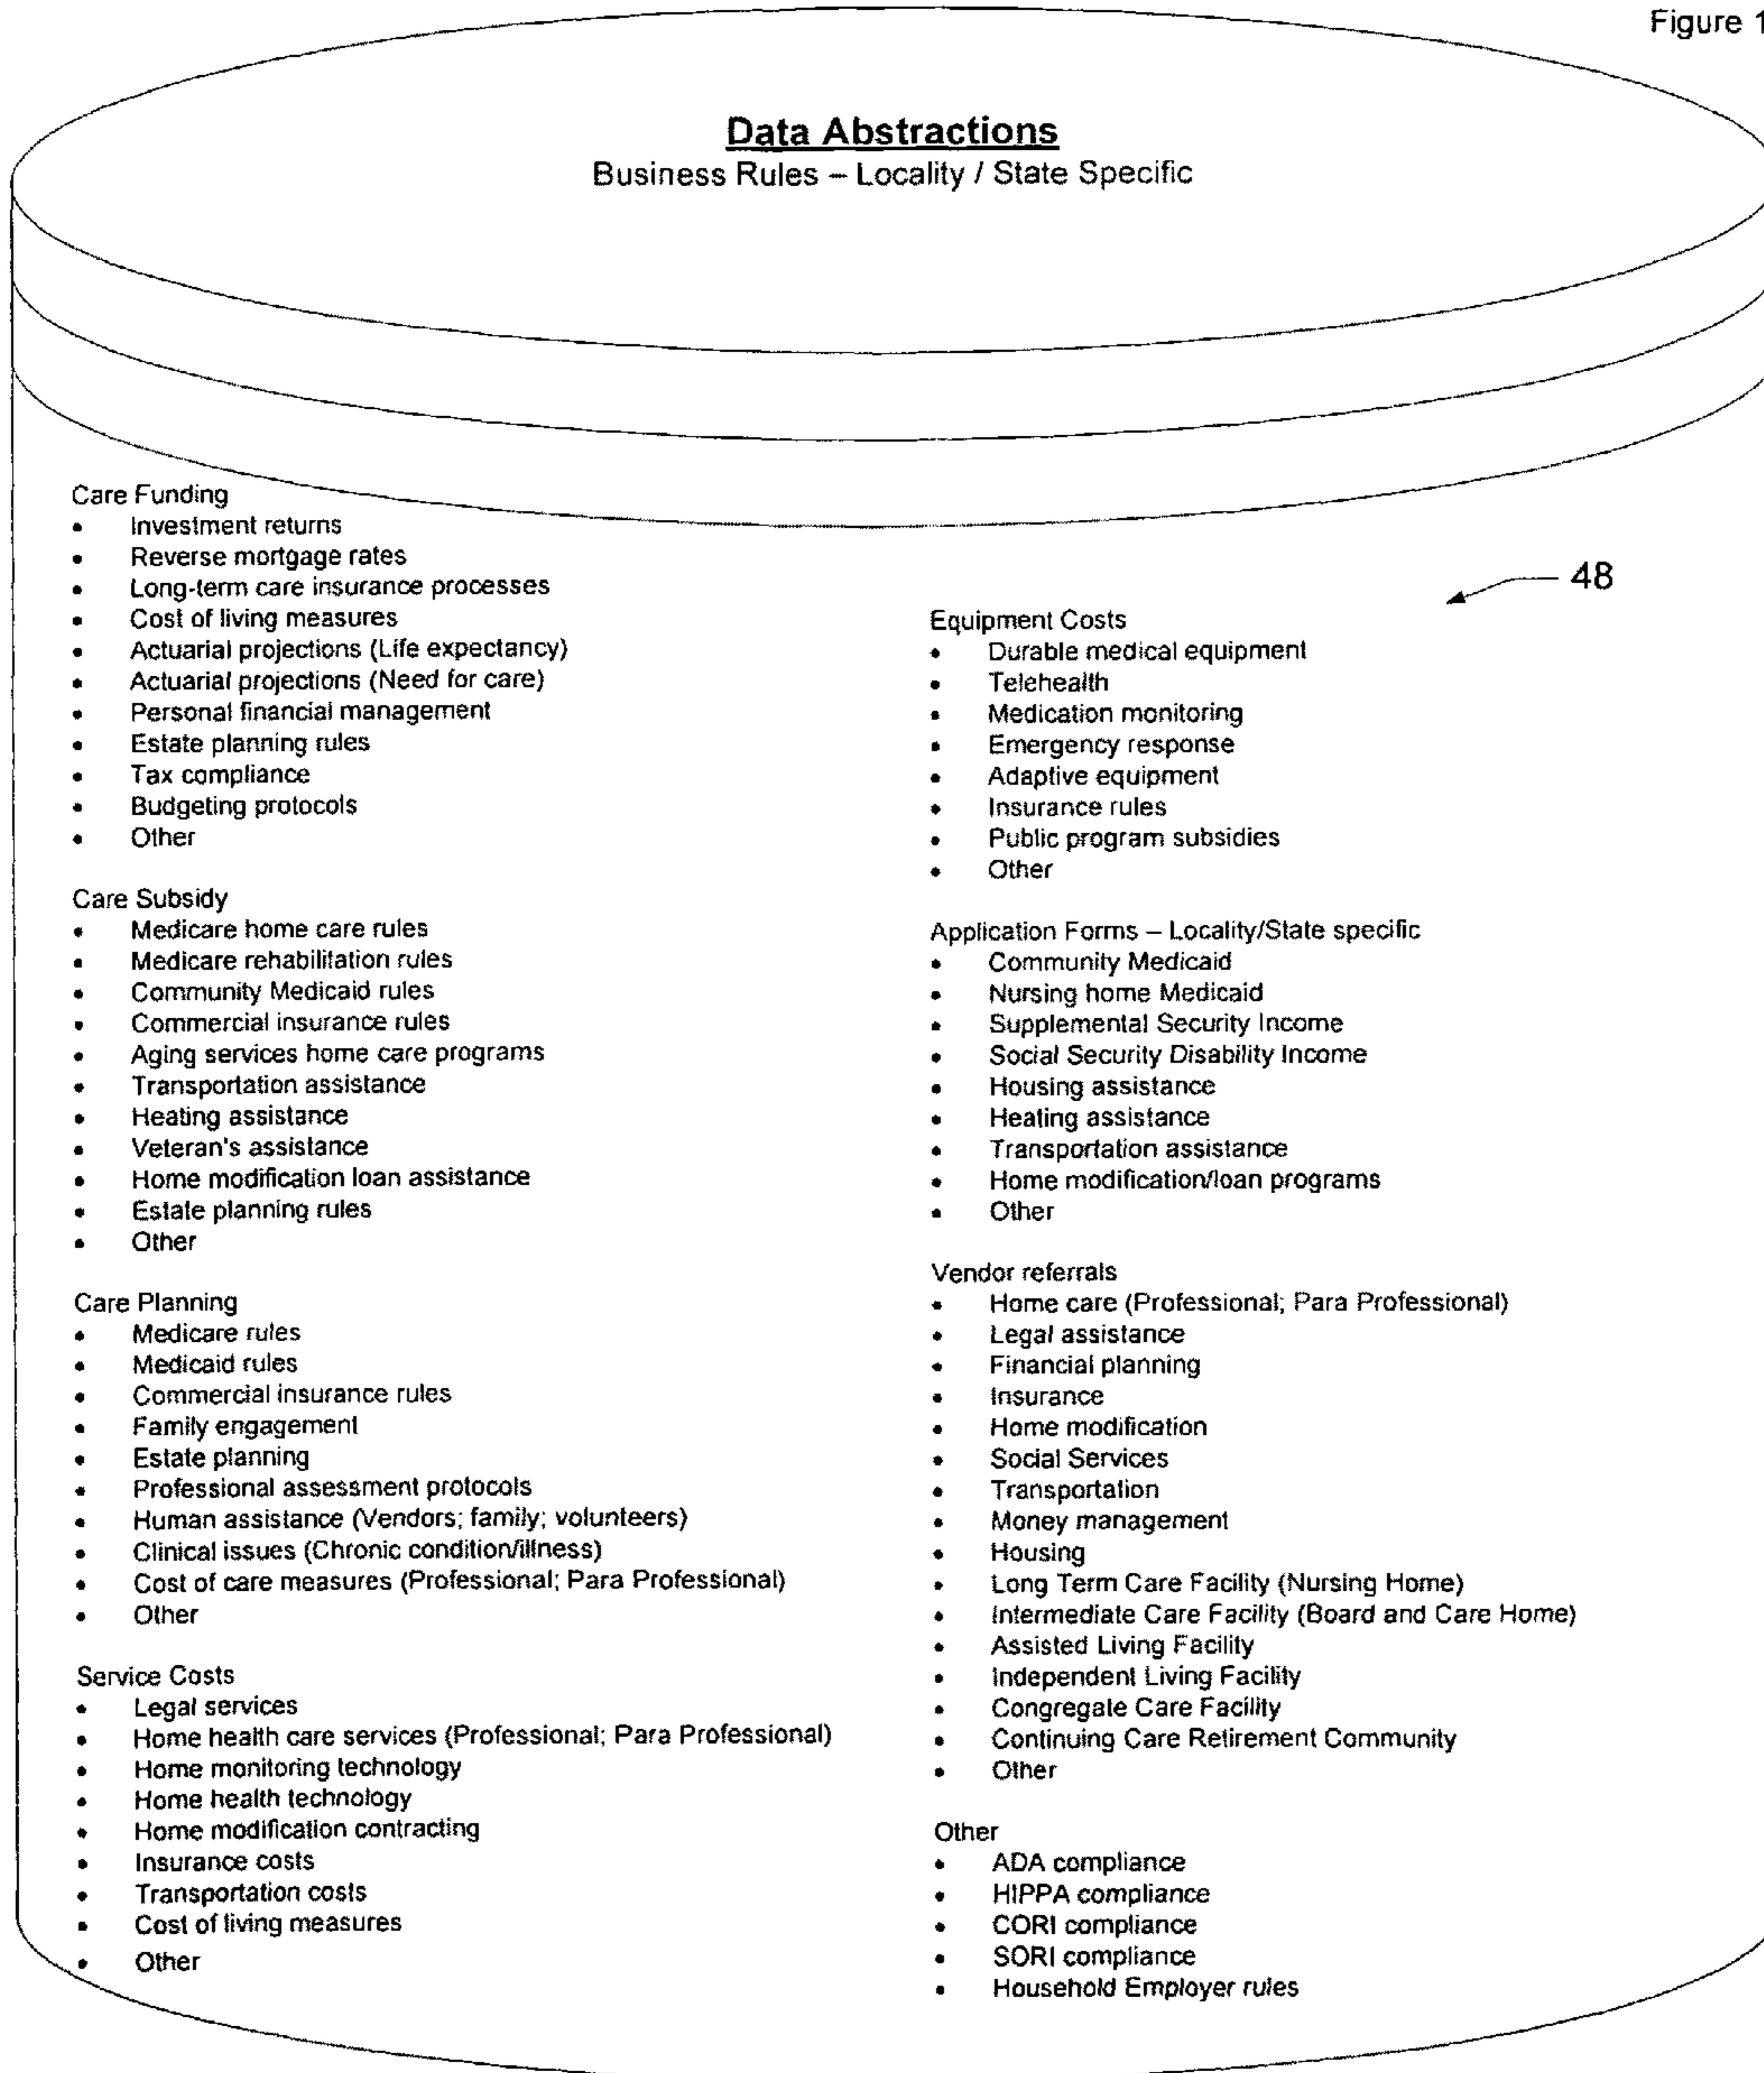 Figure 1
Data Abstractions
Business Rules – Locality / State Specific
Care Funding
• Investment returns
• Reverse mortgage rates
• Long-term care insurance processes
• Cost of living measures
• Actuarial projections (Life expectancy)
• Actuarial projections (Need for care)
• Personal financial management
• Estate planning rules
• Tax compliance
• Budgeting protocols
• Other
Care Subsidy
• Medicare home care rules
• Medicare rehabilitation rules
• Community Medicaid rules
• Commercial insurance rules
• Aging services home care programs
• Transportation assistance
• Heating assistance
• Veteran's assistance
• Home modification loan assistance
• Estate planning rules
• Other
Care Planning
• Medicare rules
• Medicaid rules
• Commercial insurance rules
• Family engagement
• Estate planning
• Professional assessment protocols
• Human assistance (Vendors; family; volunteers)
• Clinical issues (Chronic condition/illness)
• Cost of care measures (Professional; Para Professional)
• Other
Service Costs
• Legal services
• Home health care services (Professional; Para Professional)
• Home monitoring technology
• Home health technology
• Home modification contracting
• Insurance costs
• Transportation costs
• Cost of living measures
• Other
48
Equipment Costs
• Durable medical equipment
• Telehealth
• Medication monitoring
• Emergency response
• Adaptive equipment
• Insurance rules
• Public program subsidies
• Other
Application Forms – Locality/State specific
• Community Medicaid
• Nursing home Medicaid
• Supplemental Security Income
• Social Security Disability Income
• Housing assistance
• Heating assistance
• Transportation assistance
• Home modification/loan programs
• Other
Vendor referrals
• Home care (Professional; Para Professional)
• Legal assistance
• Financial planning
• Insurance
• Home modification
• Social Services
• Transportation
• Money management
• Housing
• Long Term Care Facility (Nursing Home)
• Intermediate Care Facility (Board and Care Home)
• Assisted Living Facility
• Independent Living Facility
• Congregate Care Facility
• Continuing Care Retirement Community
• Other
Other
• ADA compliance
• HIPPA compliance
• CORI compliance
• SORI compliance
• Household Employer rules